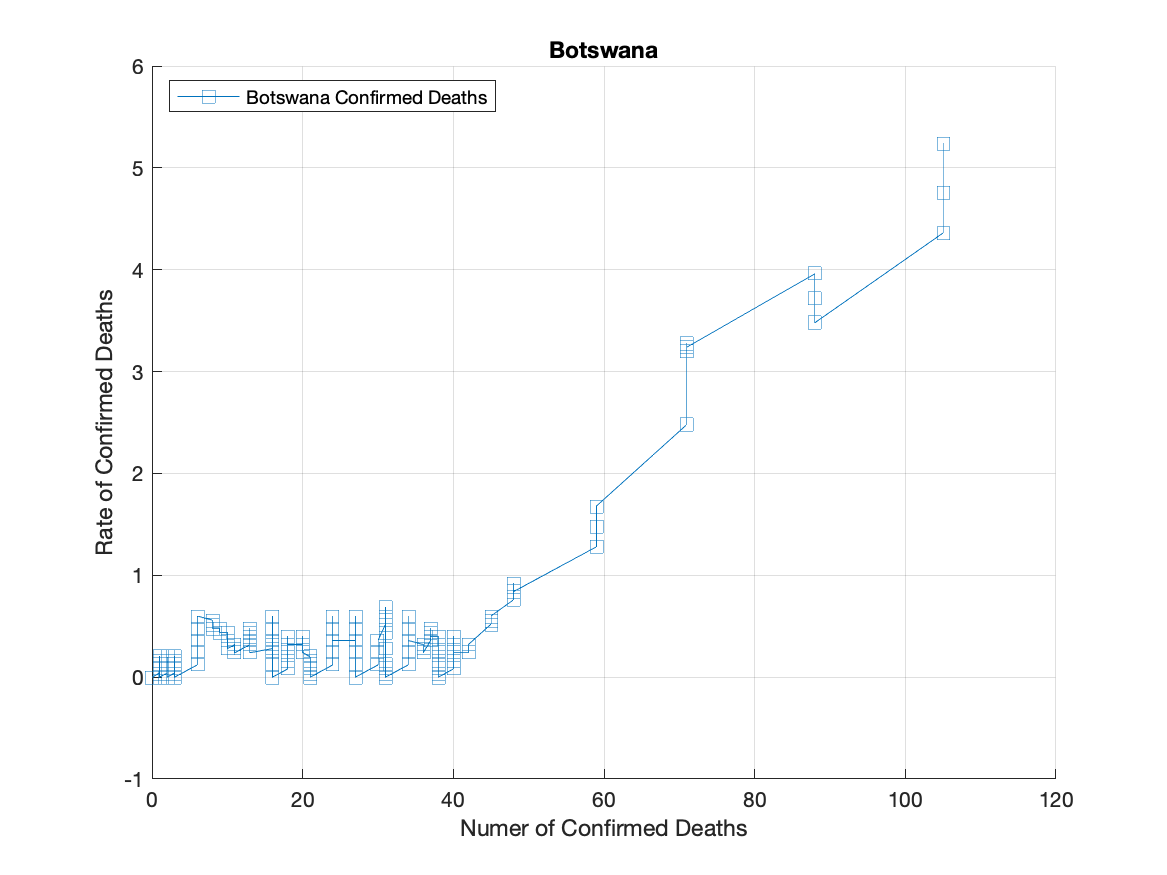 Botswana
Botswana Confirmed Deaths
6
5
4
3
2
1
0
-1
Rate of Confirmed Deaths
0 20 40 60 80 100 120
Numer of Confirmed Deaths